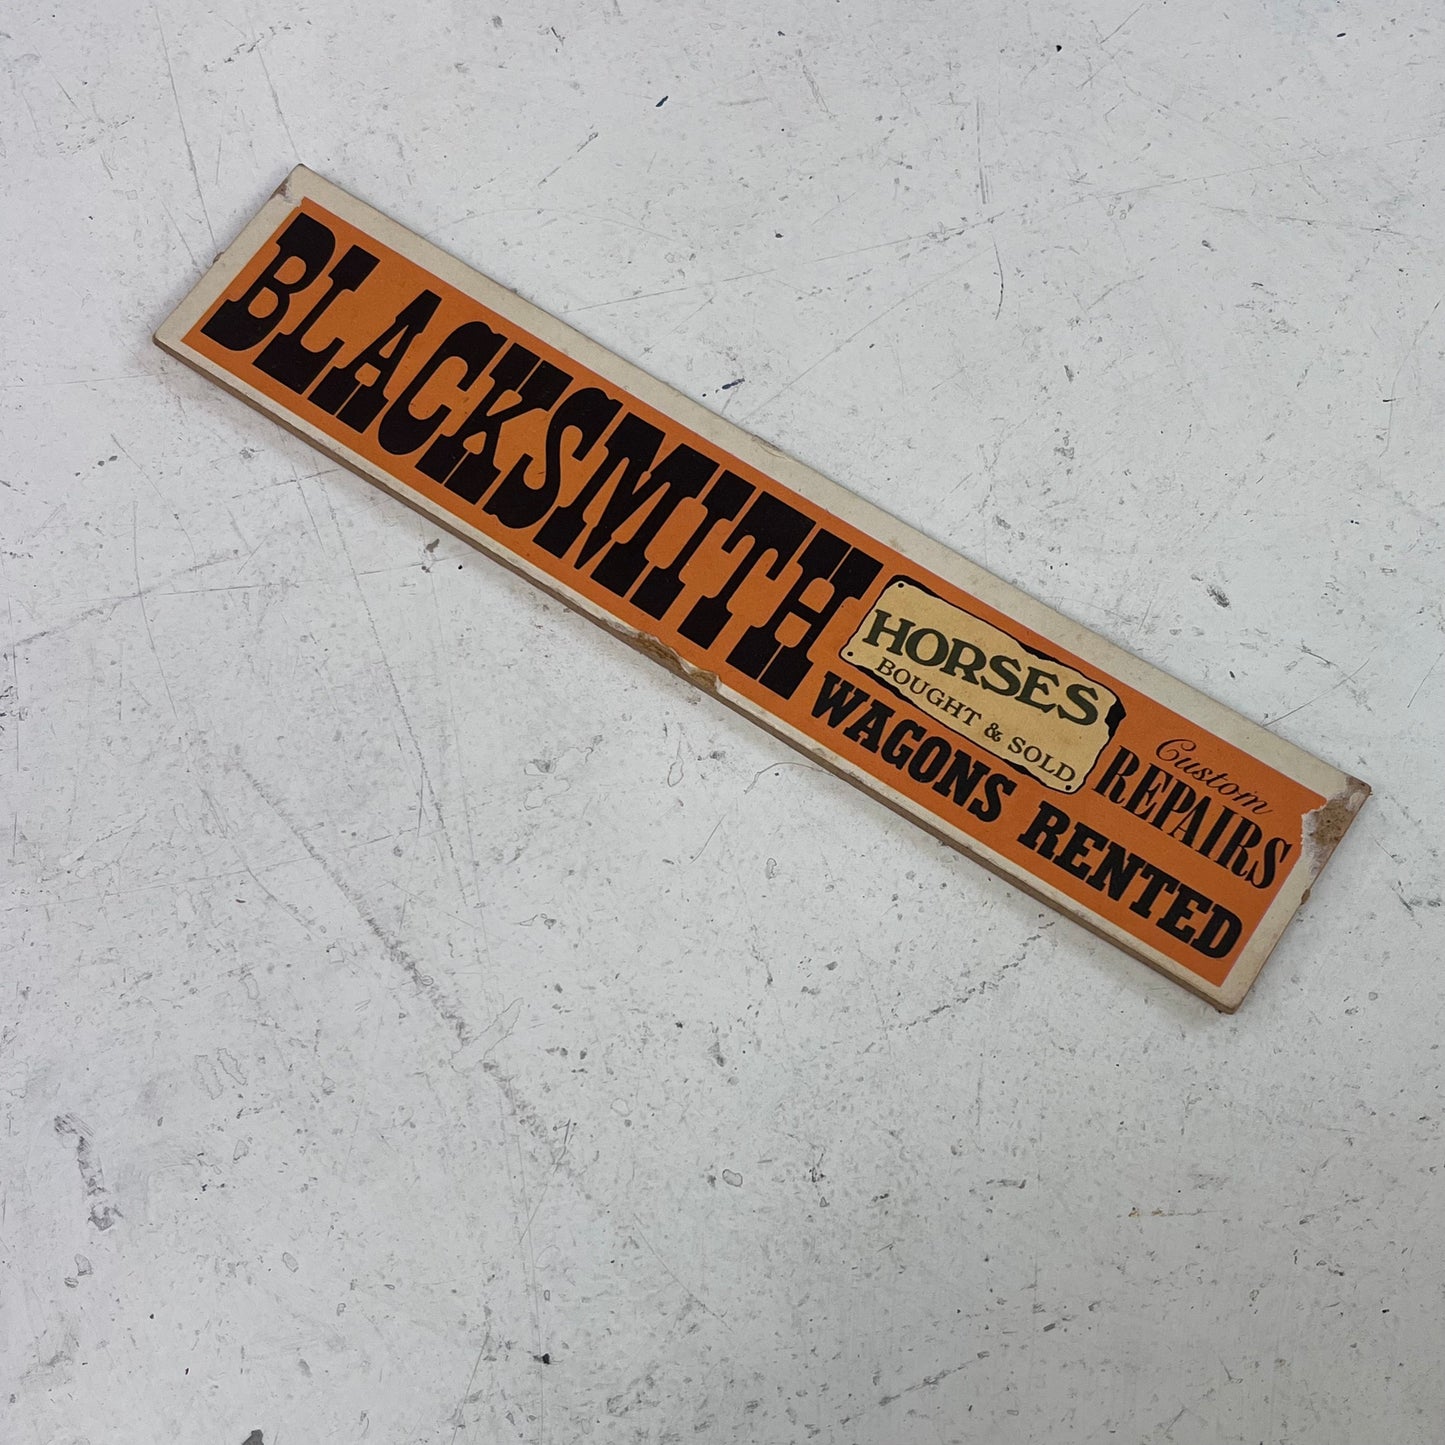 BLACKSMITH
HORSES
BOUGHT & SOLD
WAGONS RENTED
Custom
REPAIRS